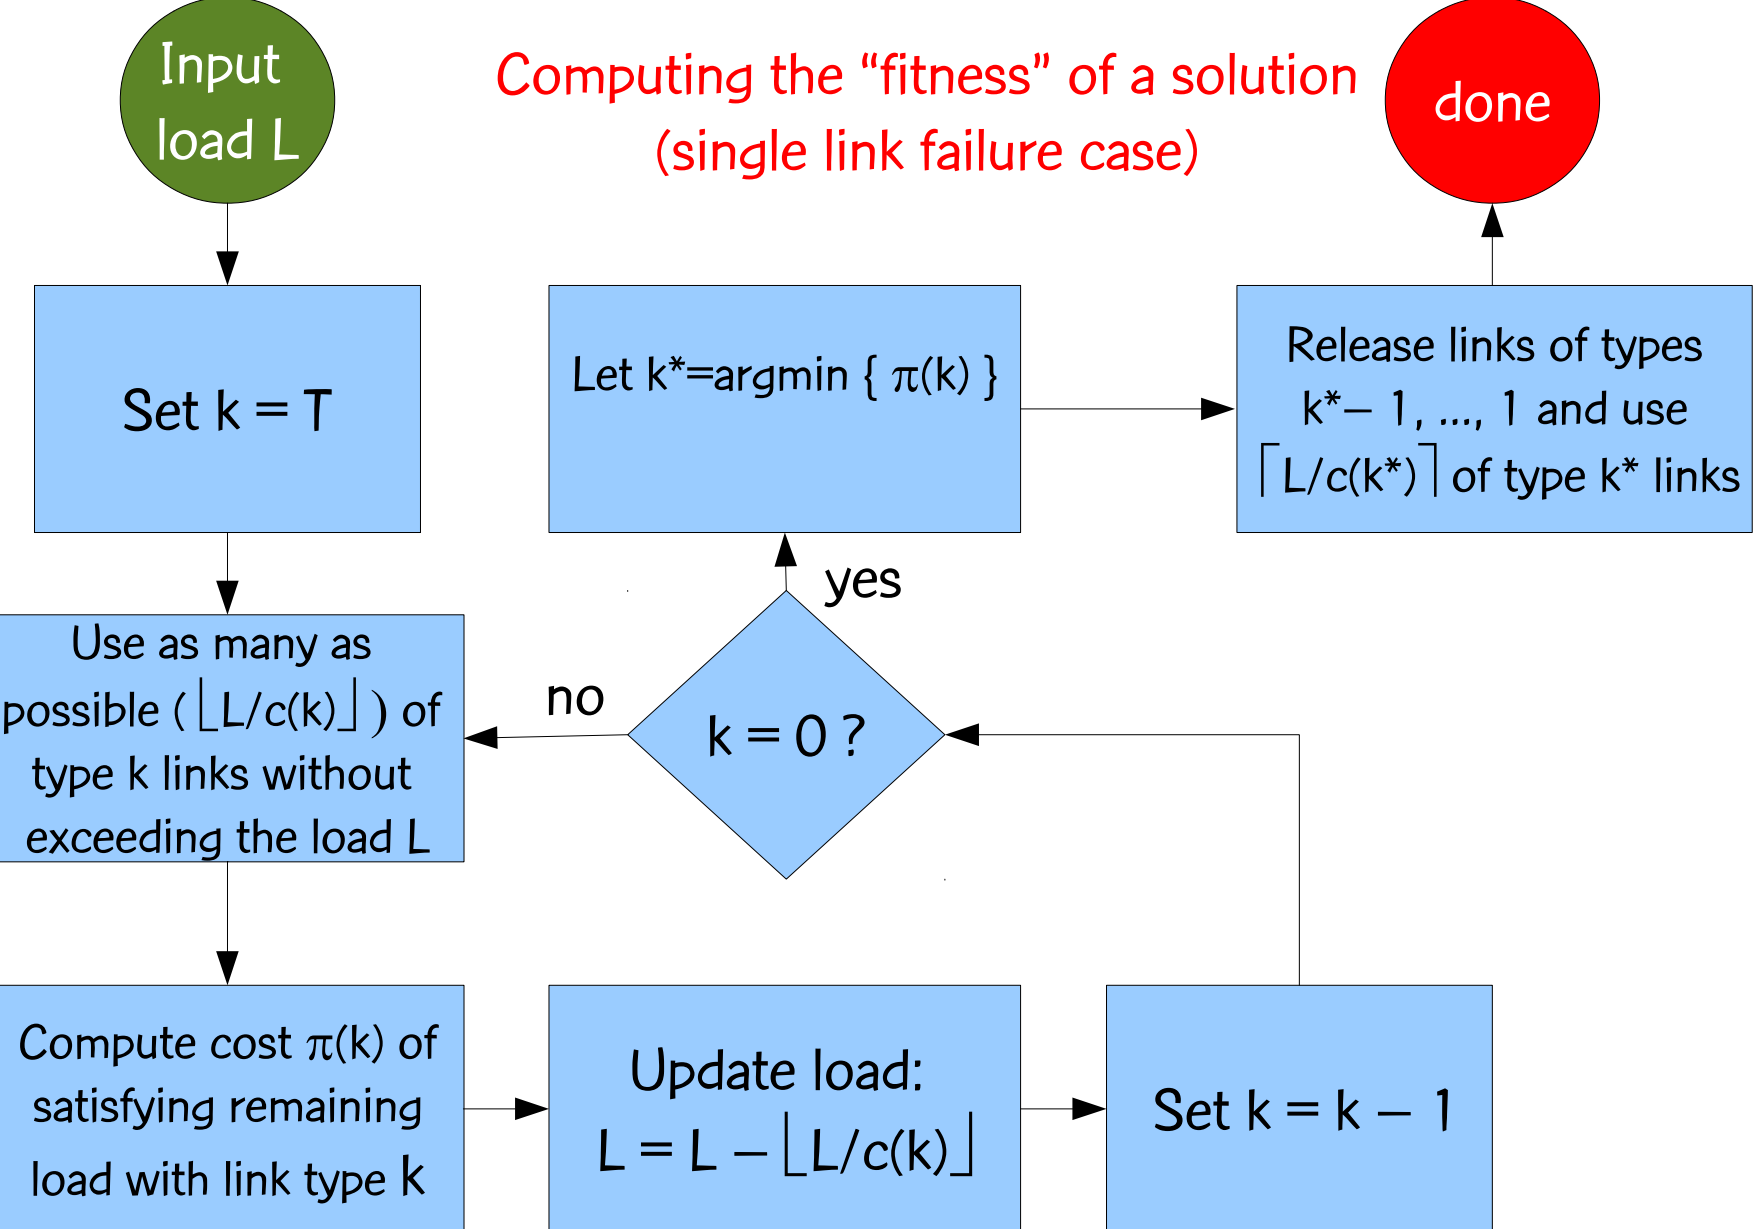 Input
load L
Computing the “fitness” of a solution
(single link failure case)
done
Set k = T
Let k*=argmin { π(k) }
Release links of types
k*– 1, ..., 1 and use
⌈L/c(k*)⌉ of type k* links
yes
Use as many as
possible (⌊L/c(k)⌋) of
type k links without
exceeding the load L
no
k = 0 ?
Compute cost π(k) of
satisfying remaining
load with link type k
Update load:
L = L – ⌊L/c(k)⌋
Set k = k – 1